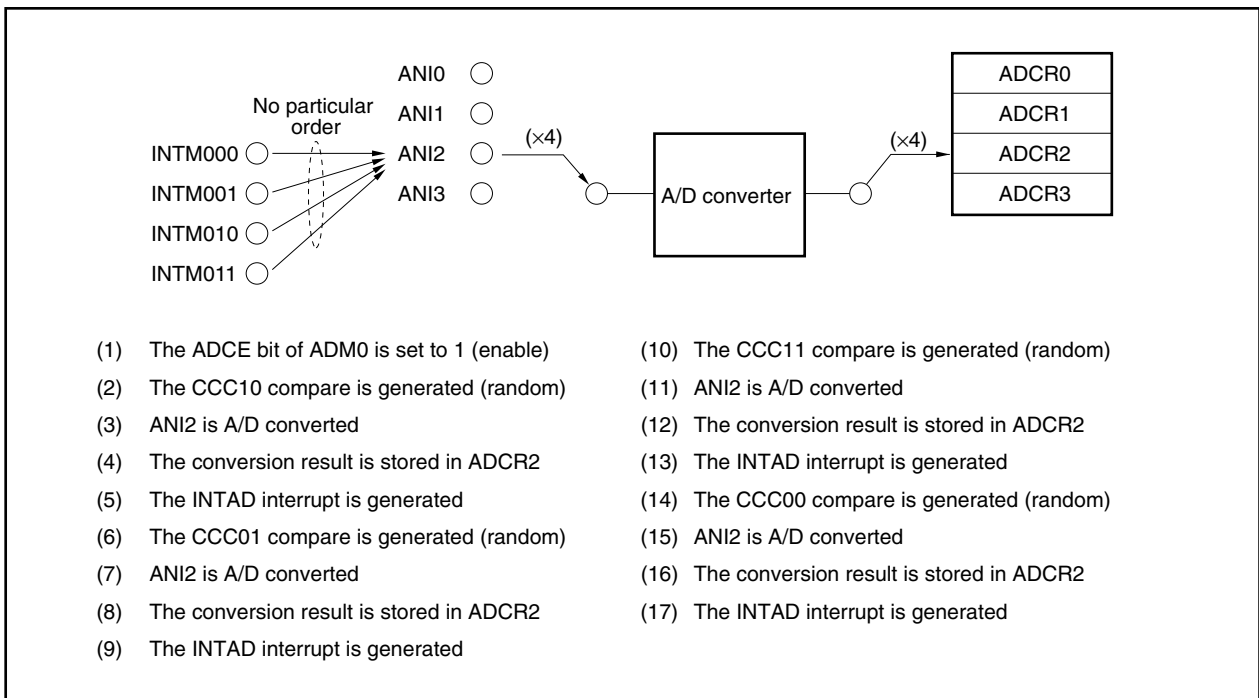 ANI0
ANI1
ANI2
ANI3
No particular
order
INTM000
INTM001
INTM010
INTM011
(×4)
A/D converter
(×4)
ADCR0
ADCR1
ADCR2
ADCR3
(1) The ADCE bit of ADM0 is set to 1 (enable)
(2) The CCC10 compare is generated (random)
(3) ANI2 is A/D converted
(4) The conversion result is stored in ADCR2
(5) The INTAD interrupt is generated
(6) The CCC01 compare is generated (random)
(7) ANI2 is A/D converted
(8) The conversion result is stored in ADCR2
(9) The INTAD interrupt is generated
(10) The CCC11 compare is generated (random)
(11) ANI2 is A/D converted
(12) The conversion result is stored in ADCR2
(13) The INTAD interrupt is generated
(14) The CCC00 compare is generated (random)
(15) ANI2 is A/D converted
(16) The conversion result is stored in ADCR2
(17) The INTAD interrupt is generated